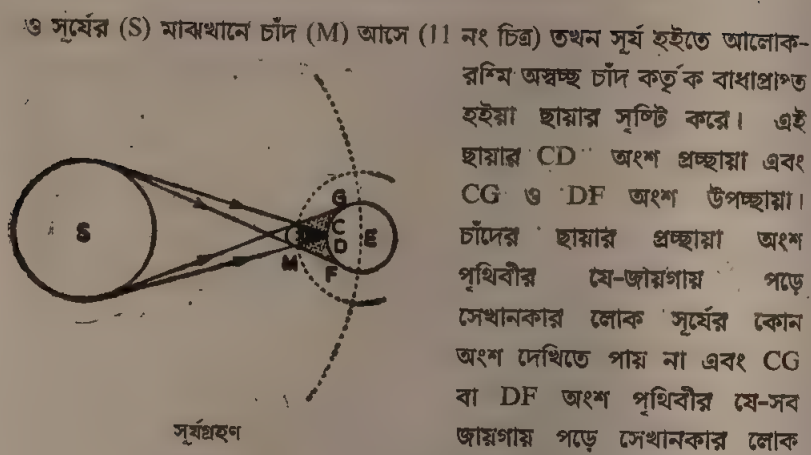 ও সূর্যের (S) মাঝখানে চাঁদ (M) আসে (11 নং চিত্র) তখন সূর্য হইতে আলোক-
রশ্মি অস্বচ্ছ চাঁদ কর্তৃক বাধাপ্রাপ্ত
হইয়া ছায়ার সৃষ্টি করে। এই
ছায়ার CD অংশ প্রচ্ছায়া এবং
CG ও DF অংশ উপচ্ছায়া।
চাঁদের ছায়ার প্রচ্ছায়া অংশ
পৃথিবীর যে-জায়গায় পড়ে
সেখানকার লোক সূর্যের কোন
অংশ দেখিতে পায় না এবং CG
বা DF অংশ পৃথিবীর যে-সব
জায়গায় পড়ে সেখানকার লোক
S
M
G
C
D
E
F
সূর্যগ্রহণ